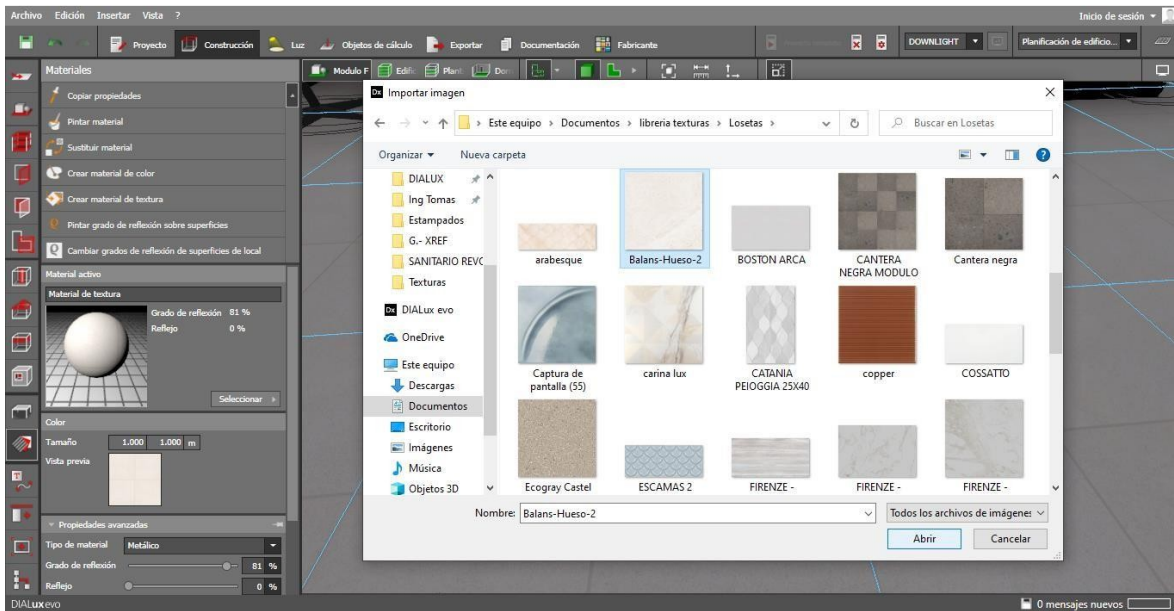 Archivo Edición Insertar Vista ?
Inicio de sesión
Proyecto Construcción Luz Objetos de cálculo Exportar Documentación Fabricante
DOWNLIGHT
Planificación de edificio...
Materiales
Copiar propiedades
Pintar material
Sustituir material
Crear material de color
Crear material de textura
Pintar grado de reflexión sobre superficies
Cambiar grados de reflexión de superficies de local
Material activo
Material de textura
Grado de reflexión 81 %
Reflejo 0 %
Seleccionar
Color
Tamaño 1.000 1.000 m
Vista previa
Propiedades avanzadas
Tipo de material Metálico
Grado de reflexión 81 %
Reflejo 0 %
DIALux evo
Modulo F Edific Plant Dom
Importar imagen
Este equipo > Documentos > libreria texturas > Losetas >
Buscar en Losetas
Organizar Nueva carpeta
DIALUX
Ing Tomas
Estampados
G.- XREF
SANITARIO REVO
Texturas
DIALux evo
OneDrive
Este equipo
Descargas
Documentos
Escritorio
Imágenes
Música
Objetos 3D
arabesque
Balans-Hueso-2
BOSTON ARCA
CANTERA
NEGRA MODULO
Cantera negra
Captura de
pantalla (55)
carina lux
CATANIA
PEIOGGIA 25X40
copper
COSSATTO
Ecogray Castel
ESCAMAS 2
FIRENZE -
FIRENZE -
FIRENZE -
Nombre: Balans-Hueso-2
Todos los archivos de imágenes
Abrir Cancelar
0 mensajes nuevos